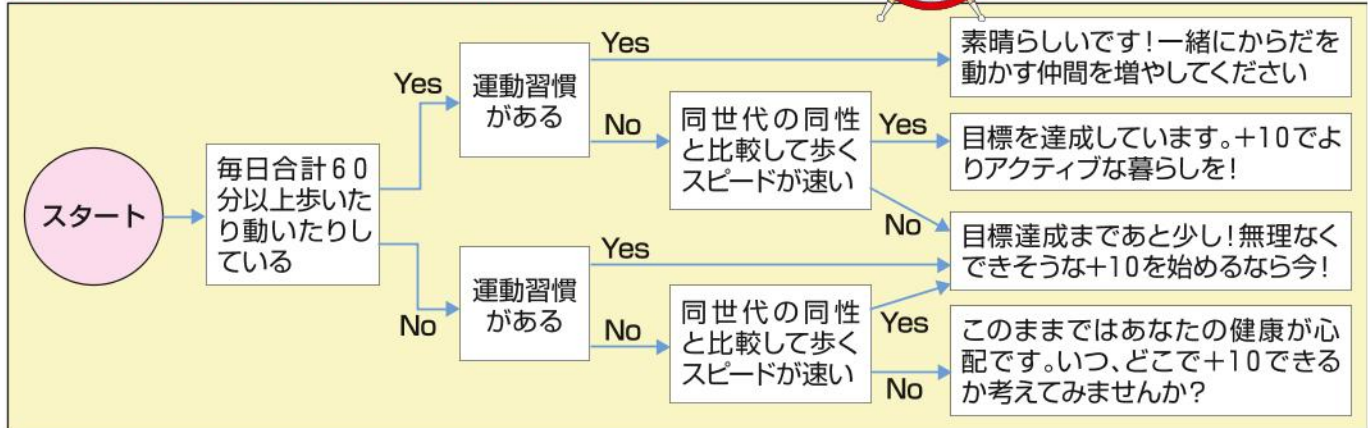 スタート
毎日合計60
分以上歩いた
り動いたりし
ている
Yes
運動習慣
がある
Yes
素晴らしいです!一緒にからだを
動かす仲間を増やしてください
No
同世代の同性
と比較して歩く
スピードが速い
Yes
目標を達成しています。+10でよ
りアクティブな暮らしを!
No
目標達成まであと少し!無理なく
できそうな+10を始めるなら今!
No
運動習慣
がある
Yes
No
同世代の同性
と比較して歩く
スピードが速い
Yes
No
このままではあなたの健康が心
配です。いつ、どこで+10できる
か考えてみませんか?